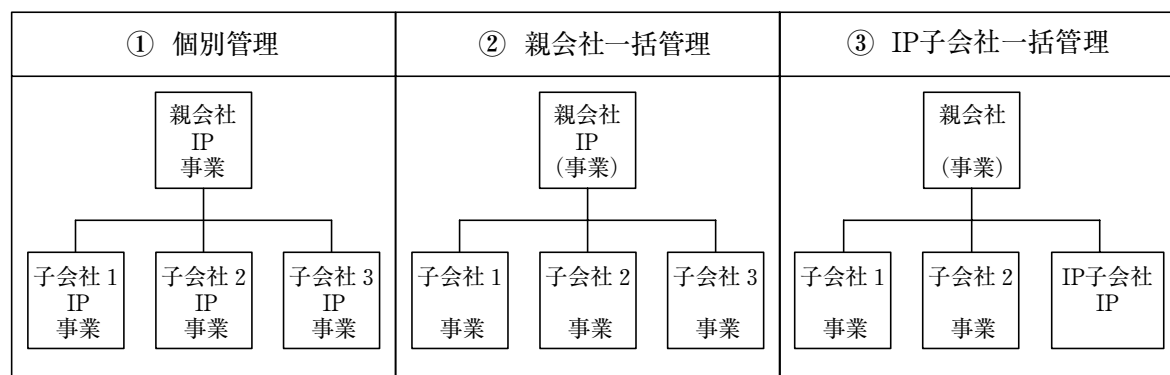 ① 個別管理
② 親会社一括管理
③ IP子会社一括管理
親会社
IP
事業
子会社 1
IP
事業
子会社 2
IP
事業
子会社 3
IP
事業
親会社
IP
(事業)
子会社 1
事業
子会社 2
事業
子会社 3
事業
親会社
(事業)
子会社 1
事業
子会社 2
事業
IP子会社
IP